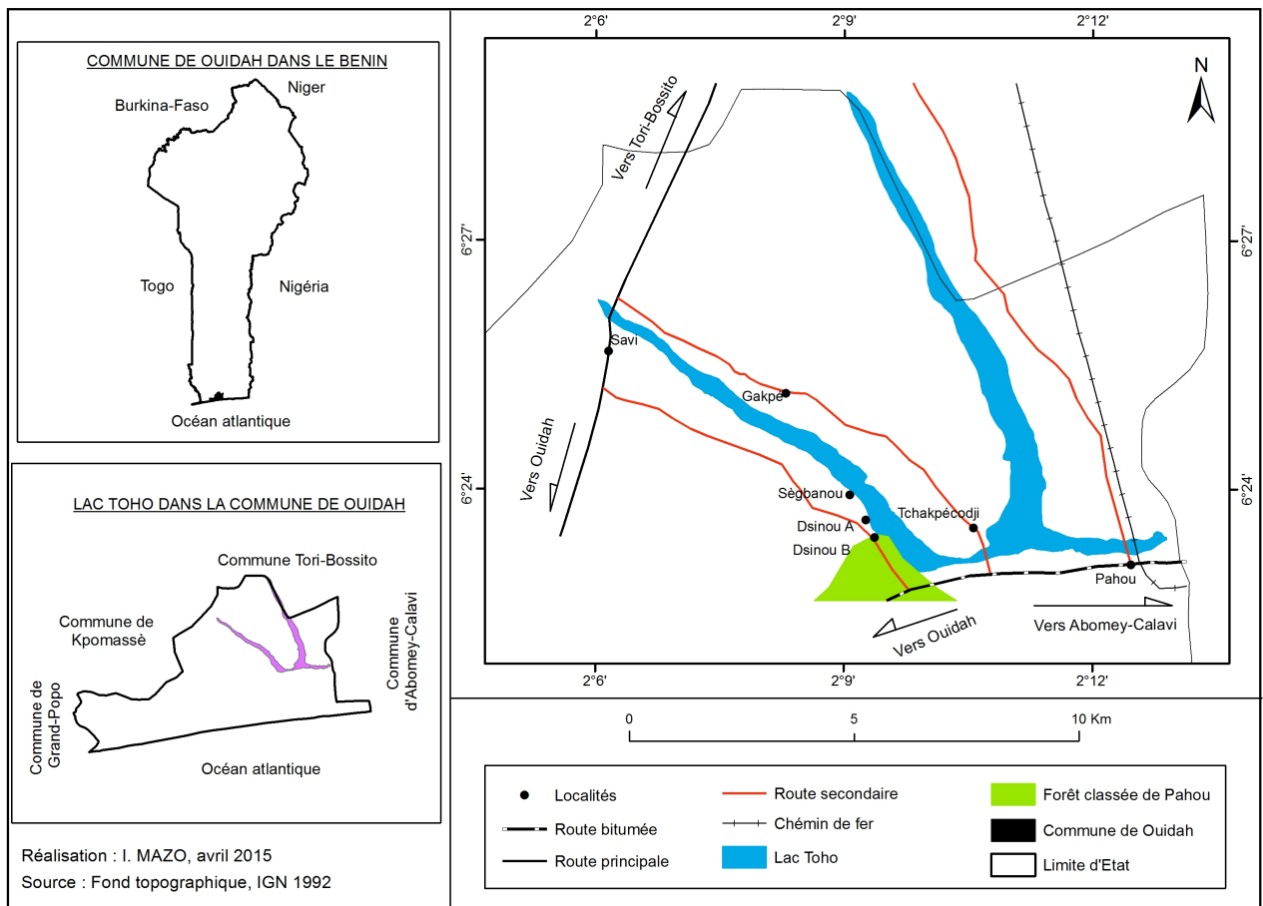 COMMUNE DE OUIDAH DANS LE BENIN
Niger
Burkina-Faso
Togo
Nigéria
Océan atlantique
LAC TOHO DANS LA COMMUNE DE OUIDAH
Commune Tori-Bossito
Commune de
Kpomassè
Commune
d'Abomey-Calavi
Commune de
Grand-Popo
Océan atlantique
Réalisation : I. MAZO, avril 2015
Source : Fond topographique, IGN 1992
2°6'
2°9'
2°12'
N
Vers Tori-Bossito
6°27'
6°27'
Savi
Gakpé
Vers Ouidah
6°24'
6°24'
Sègbanou
Dsinou A
Tchakpécodji
Dsinou B
Pahou
Vers Ouidah
Vers Abomey-Calavi
2°6'
2°9'
2°12'
0
5
10 Km
Localités
Route bitumée
Route principale
Route secondaire
Chémin de fer
Lac Toho
Forêt classée de Pahou
Commune de Ouidah
Limite d'Etat